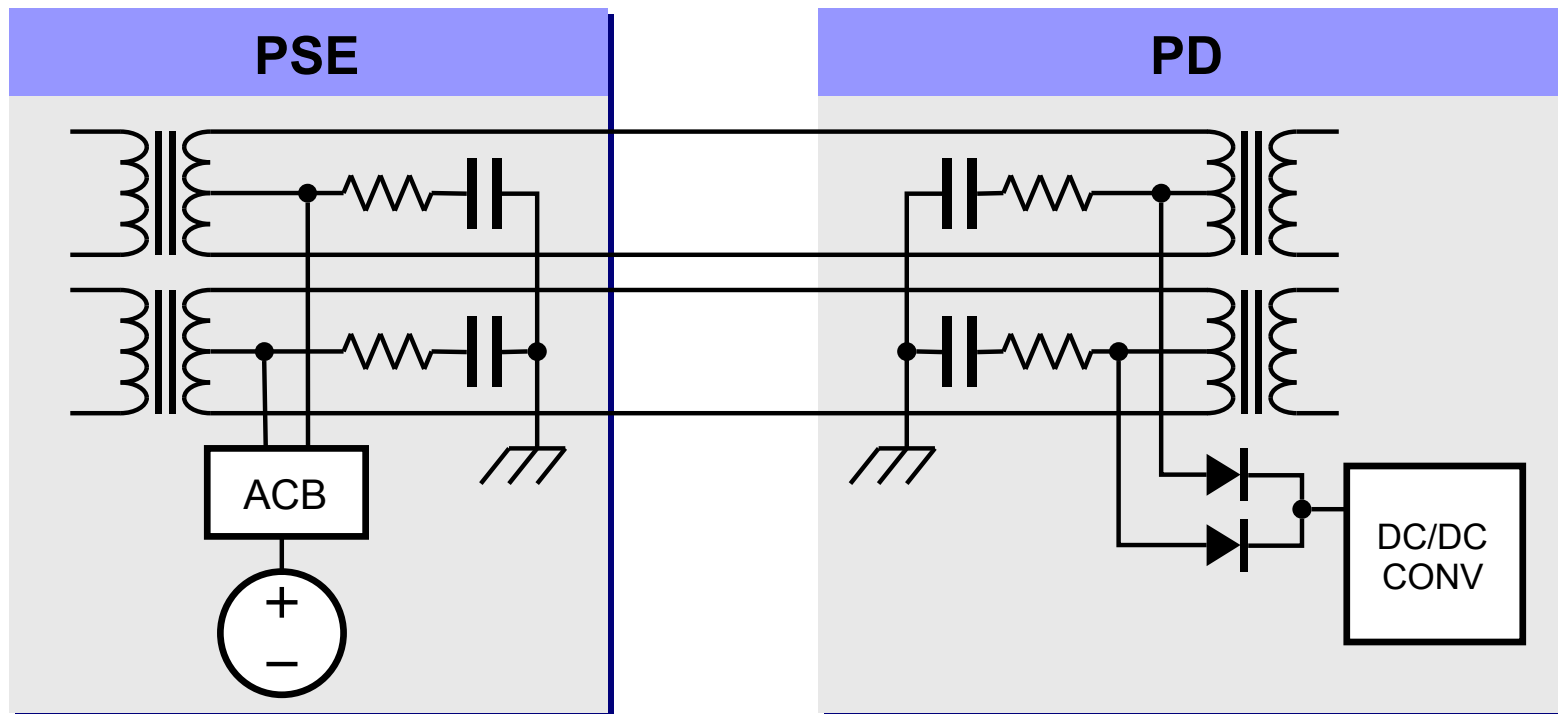 PSE
PD
ACB
+
−
DC/DC
CONV